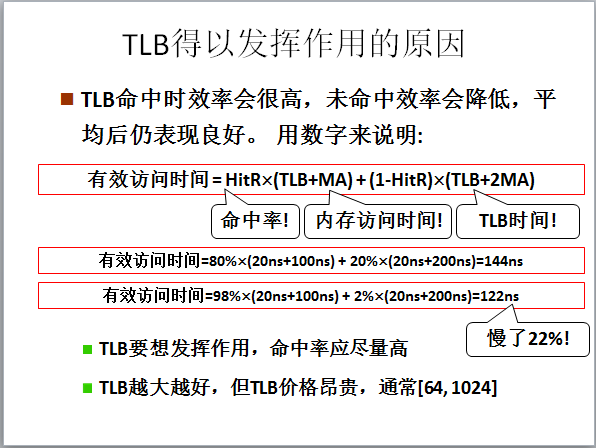 TLB得以发挥作用的原因
TLB命中时效率会很高，未命中效率会降低，平
均后仍表现良好。 用数字来说明:
有效访问时间 = HitR×(TLB+MA) + (1-HitR)×(TLB+2MA)
命中率!
内存访问时间!
TLB时间!
有效访问时间=80%×(20ns+100ns) + 20%×(20ns+200ns)=144ns
有效访问时间=98%×(20ns+100ns) + 2%×(20ns+200ns)=122ns
慢了22%!
TLB要想发挥作用，命中率应尽量高
TLB越大越好，但TLB价格昂贵，通常[64, 1024]